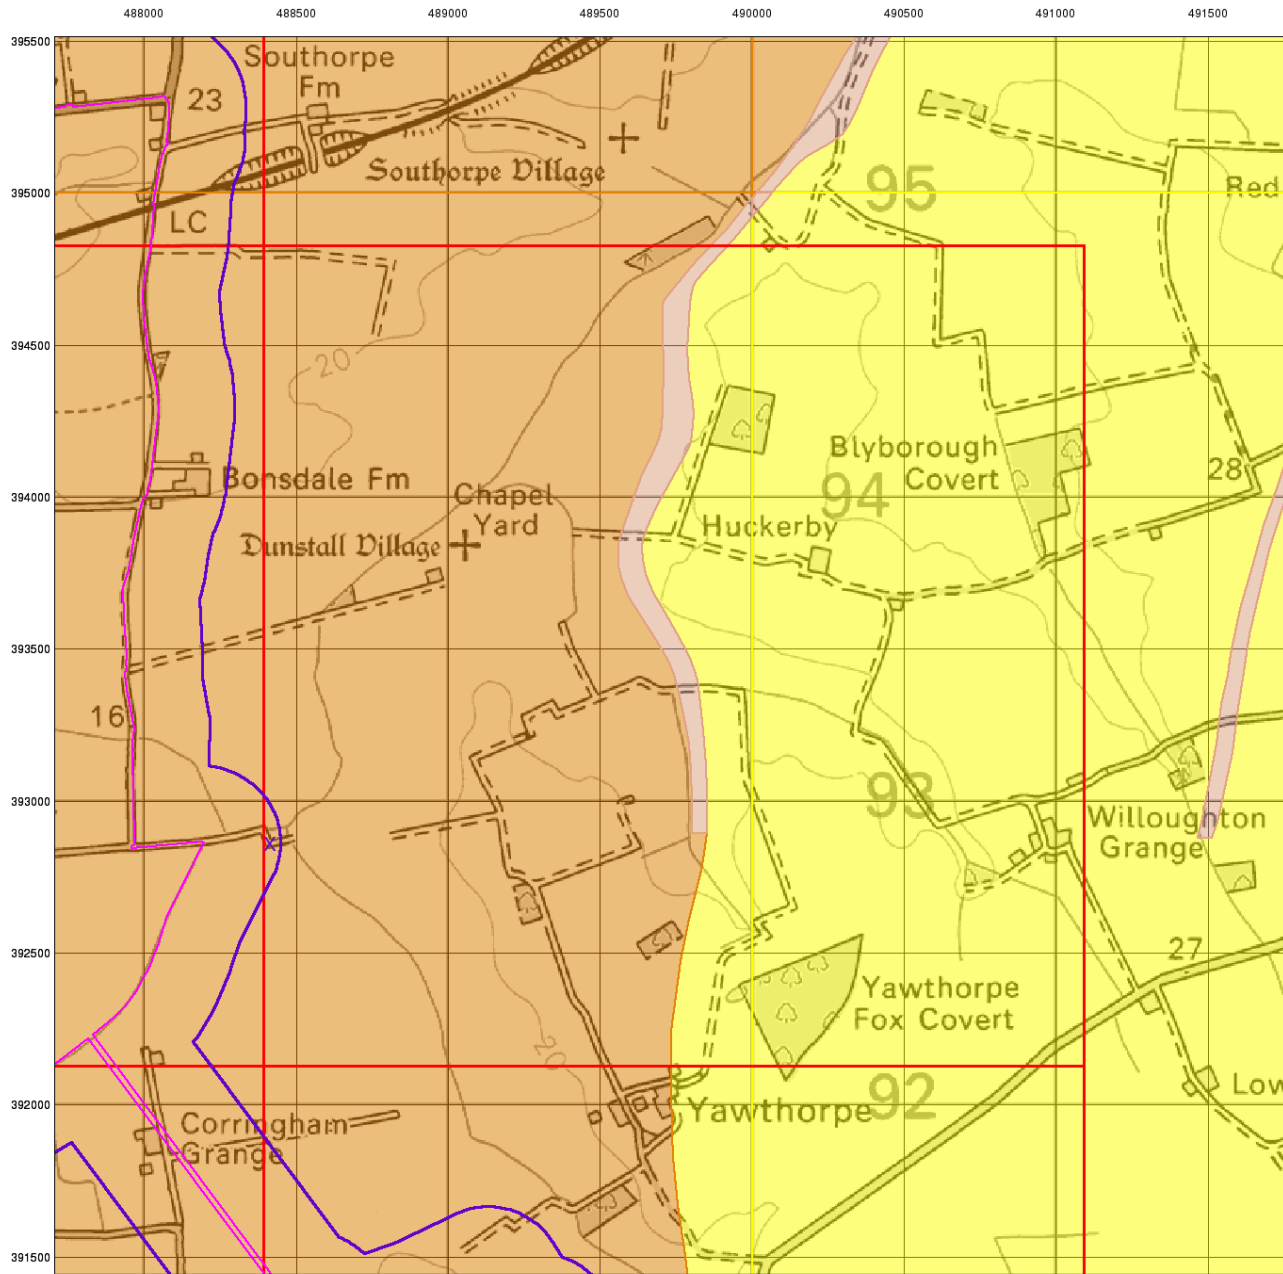 488000 488500 489000 489500 490000 490500 491000 491500
395500
395000
394500
394000
393500
393000
392500
392000
391500
Southorpe
Fm
23
Southorpe Village
95
Red
LC
20
Bonsdale Fm
Chapel
Yard
Blyborough
Covert
28
94
Huckerby
Dunstall Village
16
93
Willoughton
Grange
27
Yawthorpe
Fox Covert
20
92
Yawthorpe
Low
Corringham
Grange